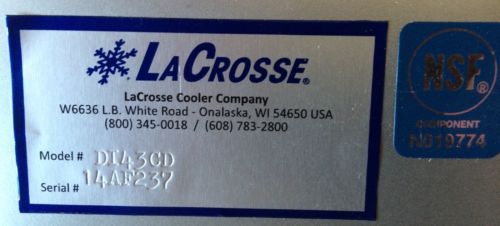 LACROSSE®
LaCrosse Cooler Company
W6636 L.B. White Road - Onalaska, WI 54650 USA
(800) 345-0018 / (608) 783-2800
Model # DI43CD
Serial # 14AF237
NSF®
COMPONENT
N019774